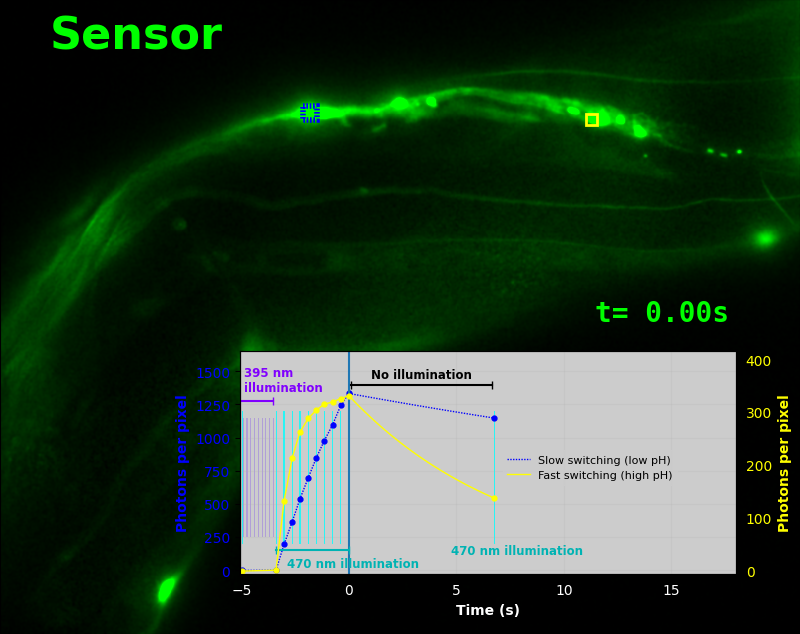 Sensor
t= 0.00s
395 nm
illumination
No illumination
Slow switching (low pH)
Fast switching (high pH)
470 nm illumination
470 nm illumination
Photons per pixel
1500
1250
1000
750
500
250
0
Photons per pixel
400
300
200
100
0
−5 0 5 10 15
Time (s)